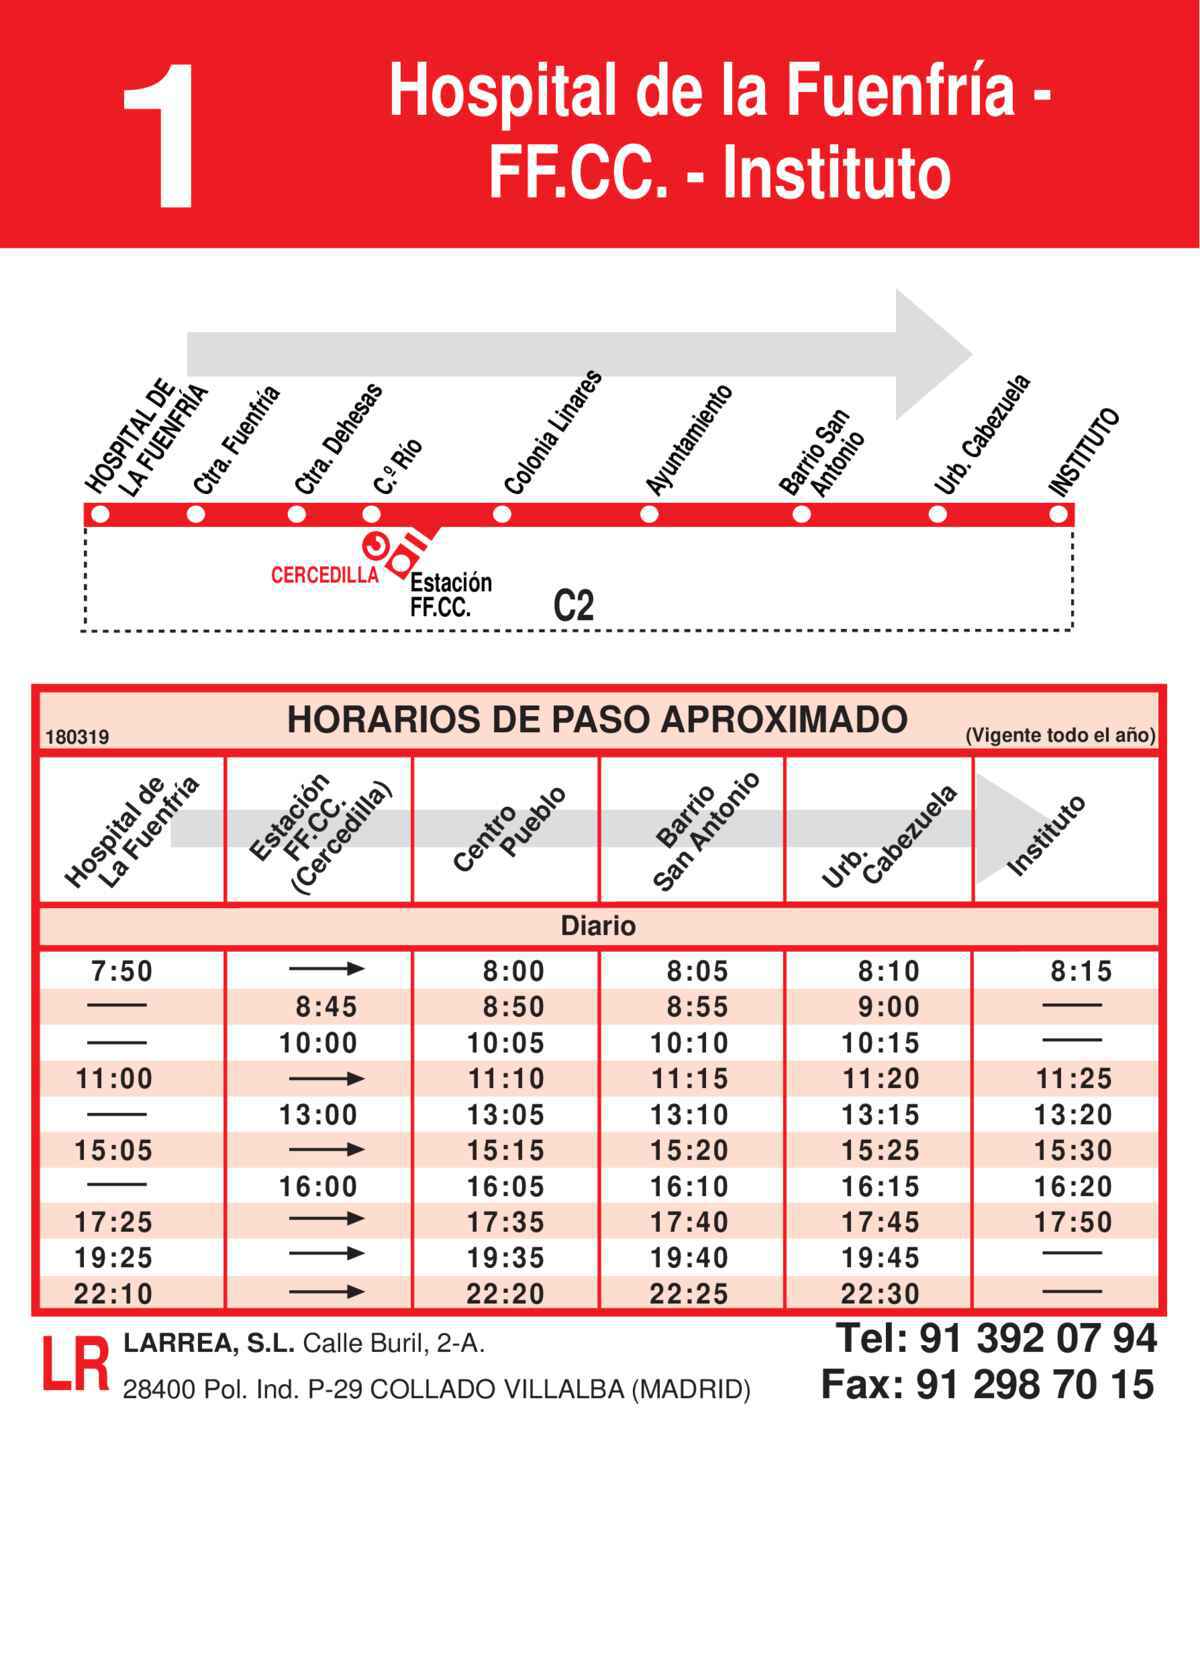 1
Hospital de la Fuenfría -
FF.CC. - Instituto
HOSPITAL DE
LA FUENFRÍA
Ctra. Fuenfría
Ctra. Dehesas
C.º Río
Colonia Linares
Ayuntamiento
Barrio San
Antonio
Urb. Cabezuela
INSTITUTO
CERCEDILLA
Estación
FF.CC.
C2
HORARIOS DE PASO APROXIMADO
180319
(Vigente todo el año)
Hospital de
La Fuenfría
Estación
FF.CC.
(Cercedilla)
Centro
Pueblo
Barrio
San Antonio
Urb.
Cabezuela
Instituto
Diario
7:50 → 8:00 8:05 8:10 8:15
— 8:45 8:50 8:55 9:00 —
— 10:00 10:05 10:10 10:15 —
11:00 → 11:10 11:15 11:20 11:25
— 13:00 13:05 13:10 13:15 13:20
15:05 → 15:15 15:20 15:25 15:30
— 16:00 16:05 16:10 16:15 16:20
17:25 → 17:35 17:40 17:45 17:50
19:25 → 19:35 19:40 19:45 —
22:10 → 22:20 22:25 22:30 —
LR
LARREA, S.L. Calle Buril, 2-A.
28400 Pol. Ind. P-29 COLLADO VILLALBA (MADRID)
Tel: 91 392 07 94
Fax: 91 298 70 15